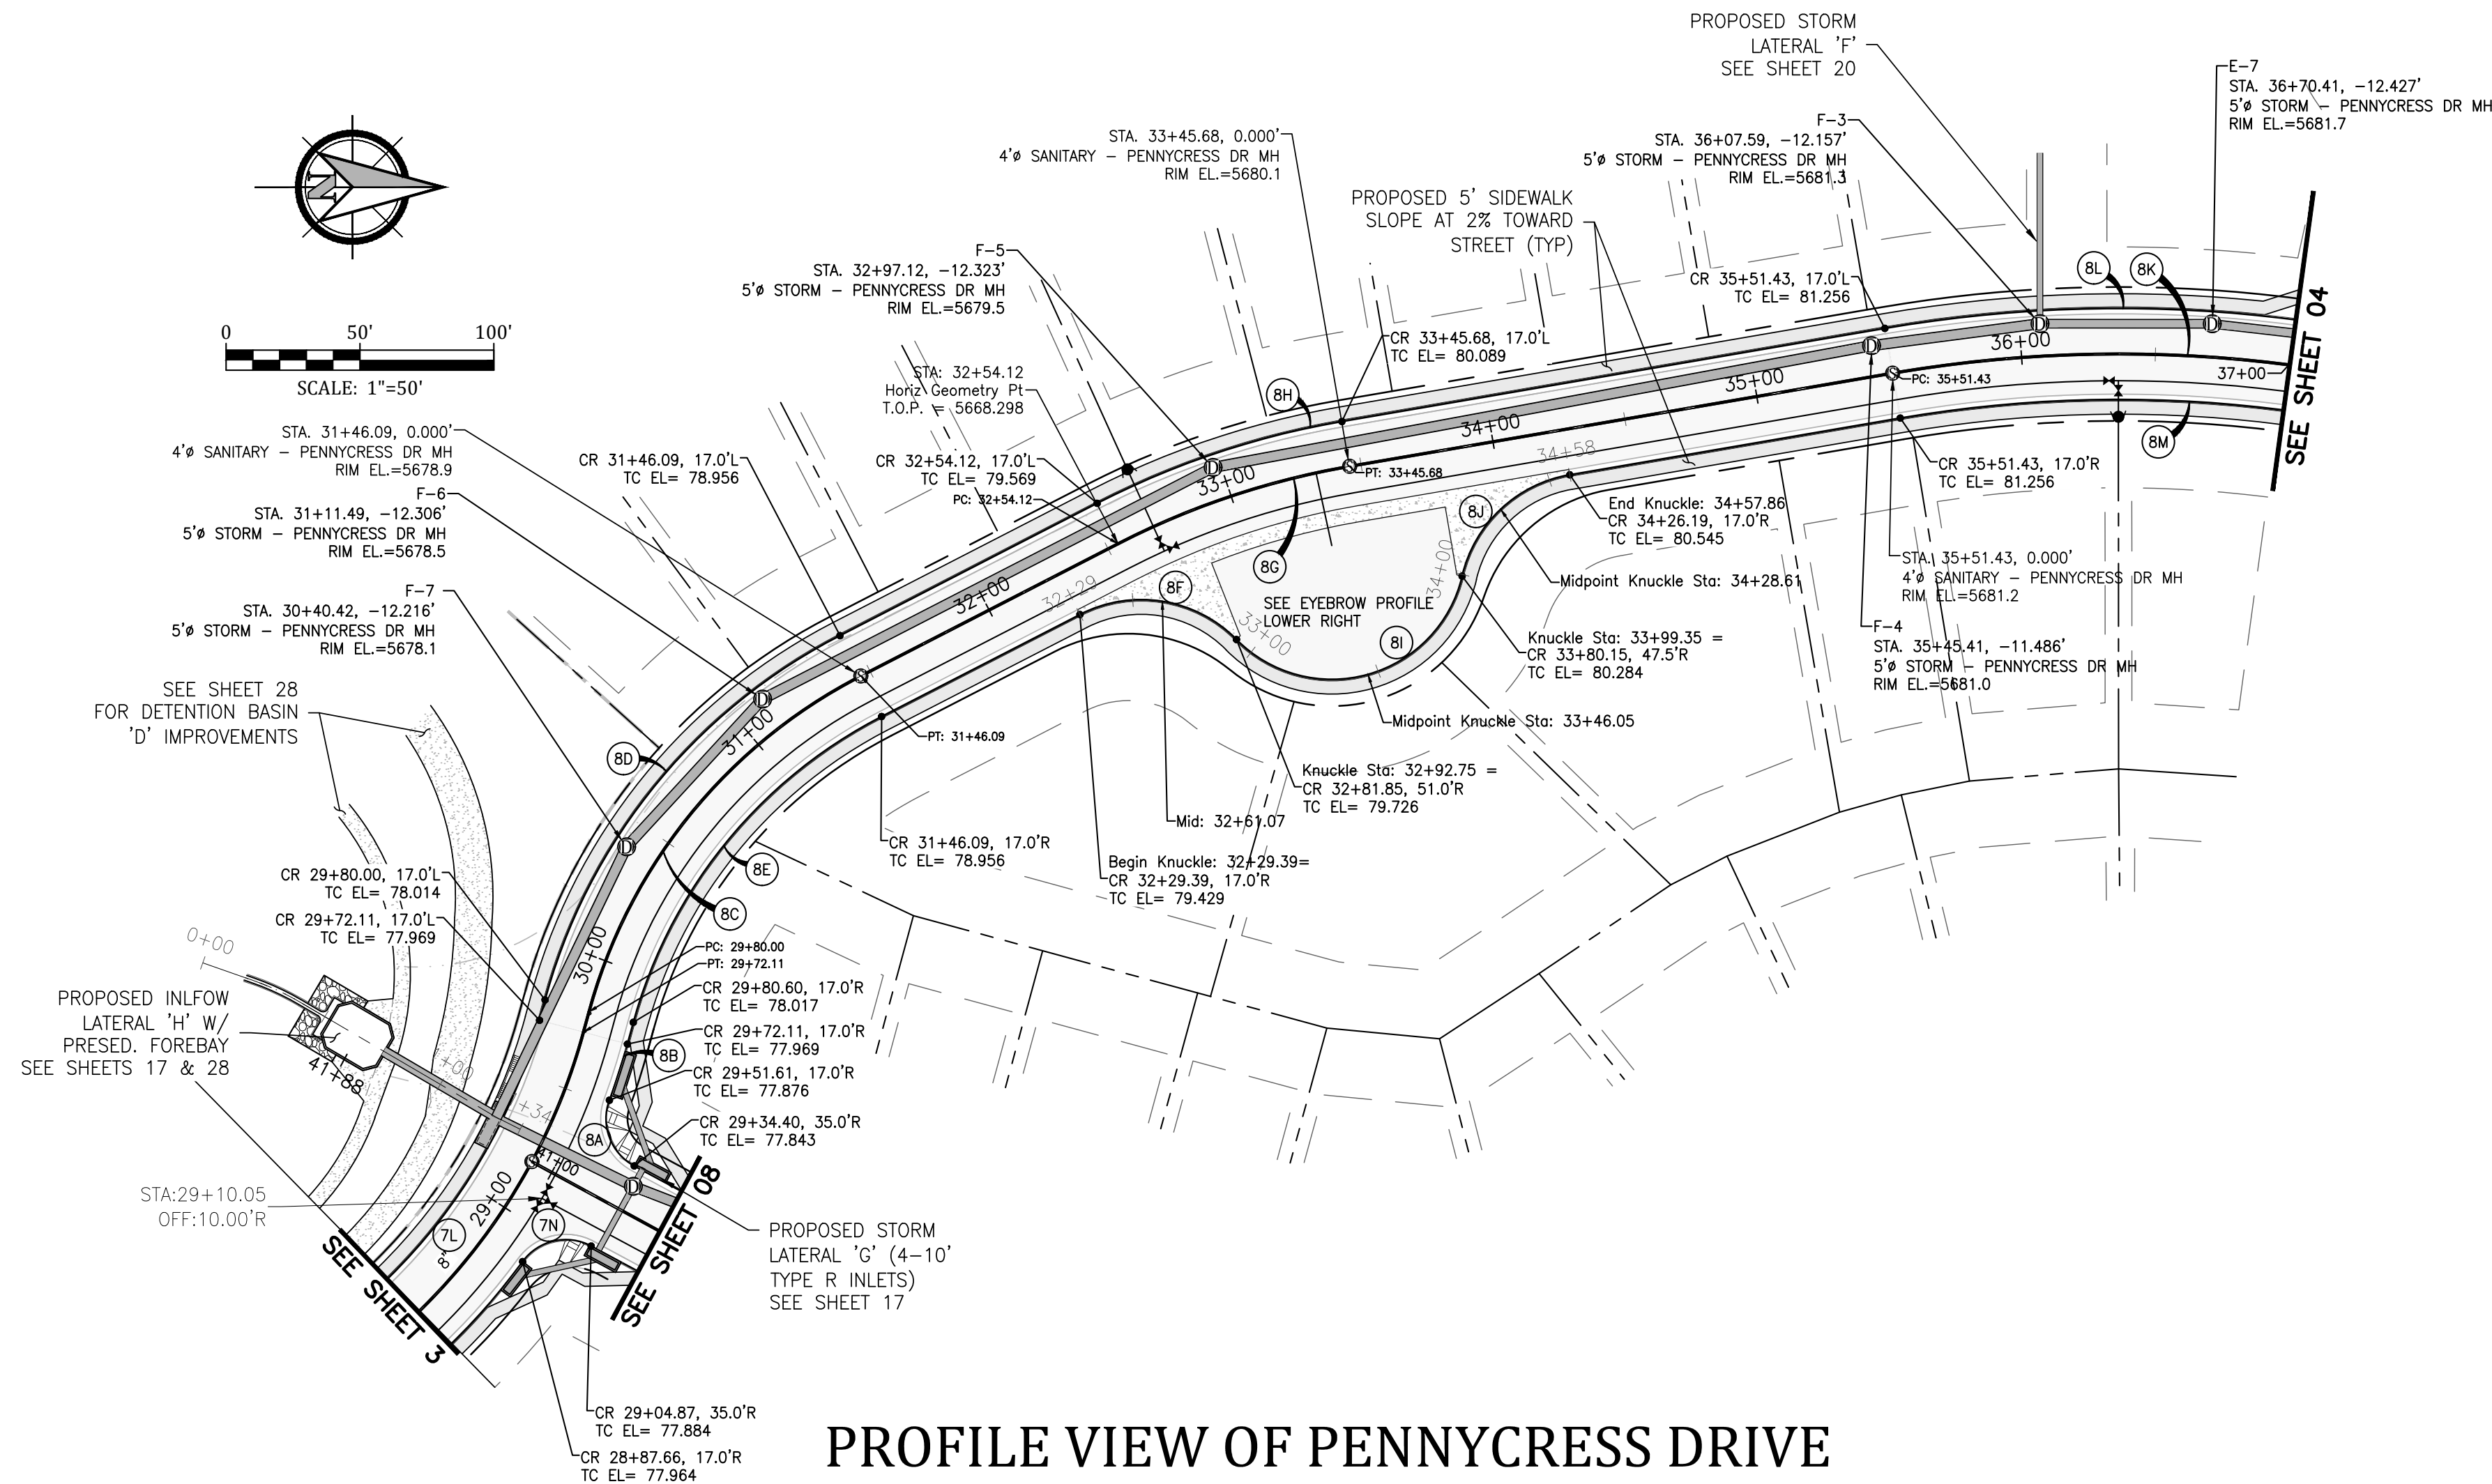 PROPOSED STORM
LATERAL 'F'
SEE SHEET 20
E-7
STA. 36+70.41, -12.427'
5'ø STORM - PENNYCRESS DR MH
RIM EL.=5681.7
F-3
STA. 36+07.59, -12.157'
5'ø STORM - PENNYCRESS DR MH
RIM EL.=5681.3
STA. 33+45.68, 0.000'
4'ø SANITARY - PENNYCRESS DR MH
RIM EL.=5680.1
PROPOSED 5' SIDEWALK
SLOPE AT 2% TOWARD
STREET (TYP)
N
0 50' 100'
SCALE: 1"=50'
F-5
STA. 32+97.12, -12.323'
5'ø STORM - PENNYCRESS DR MH
RIM EL.=5679.5
CR 35+51.43, 17.0'L
TC EL= 81.256
8L
8K
SEE SHEET 04
CR 33+45.68, 17.0'L
TC EL= 80.089
36+00
37+00
PC: 35+51.43
35+00
8H
34+00
34+58
8M
STA: 32+54.12
Horiz Geometry Pt
T.O.P. = 5668.298
STA. 31+46.09, 0.000'
4'ø SANITARY - PENNYCRESS DR MH
RIM EL.=5678.9
CR 31+46.09, 17.0'L
TC EL= 78.956
CR 32+54.12, 17.0'L
TC EL= 79.569
PC: 32+54.12
33+00
PT: 33+45.68
CR 35+51.43, 17.0'R
TC EL= 81.256
F-6
STA. 31+11.49, -12.306'
5'ø STORM - PENNYCRESS DR MH
RIM EL.=5678.5
8J
End Knuckle: 34+57.86
CR 34+26.19, 17.0'R
TC EL= 80.545
STA. 35+51.43, 0.000'
4'ø SANITARY - PENNYCRESS DR MH
RIM EL.=5681.2
8G
34+00
Midpoint Knuckle Sta: 34+28.61
F-7
STA. 30+40.42, -12.216'
5'ø STORM - PENNYCRESS DR MH
RIM EL.=5678.1
32+00
32+29
8F
SEE EYEBROW PROFILE
LOWER RIGHT
33+00
8I
Knuckle Sta: 33+99.35 =
CR 33+80.15, 47.5'R
TC EL= 80.284
F-4
STA. 35+45.41, -11.486'
5'ø STORM - PENNYCRESS DR MH
RIM EL.=5681.0
SEE SHEET 28
FOR DETENTION BASIN
'D' IMPROVEMENTS
31+00
PT: 31+46.09
Midpoint Knuckle Sta: 33+46.05
8D
Knuckle Sta: 32+92.75 =
CR 32+81.85, 51.0'R
TC EL= 79.726
Mid: 32+61.07
CR 31+46.09, 17.0'R
TC EL= 78.956
Begin Knuckle: 32+29.39=
CR 32+29.39, 17.0'R
TC EL= 79.429
8E
8C
CR 29+80.00, 17.0'L
TC EL= 78.014
CR 29+72.11, 17.0'L
TC EL= 77.969
0+00
30+00
PC: 29+80.00
PT: 29+72.11
CR 29+80.60, 17.0'R
TC EL= 78.017
CR 29+72.11, 17.0'R
TC EL= 77.969
8B
CR 29+51.61, 17.0'R
TC EL= 77.876
CR 29+34.40, 35.0'R
TC EL= 77.843
PROPOSED INLFOW
LATERAL 'H' W/
PRESED. FOREBAY
SEE SHEETS 17 & 28
41+88
+00
+34
8A
41+00
STA:29+10.05
OFF:10.00'R
29+00
7L
7N
8"
SEE SHEET 08
PROPOSED STORM
LATERAL 'G' (4-10'
TYPE R INLETS)
SEE SHEET 17
SEE SHEET 3
CR 29+04.87, 35.0'R
TC EL= 77.884
CR 28+87.66, 17.0'R
TC EL= 77.964
PROFILE VIEW OF PENNYCRESS DRIVE